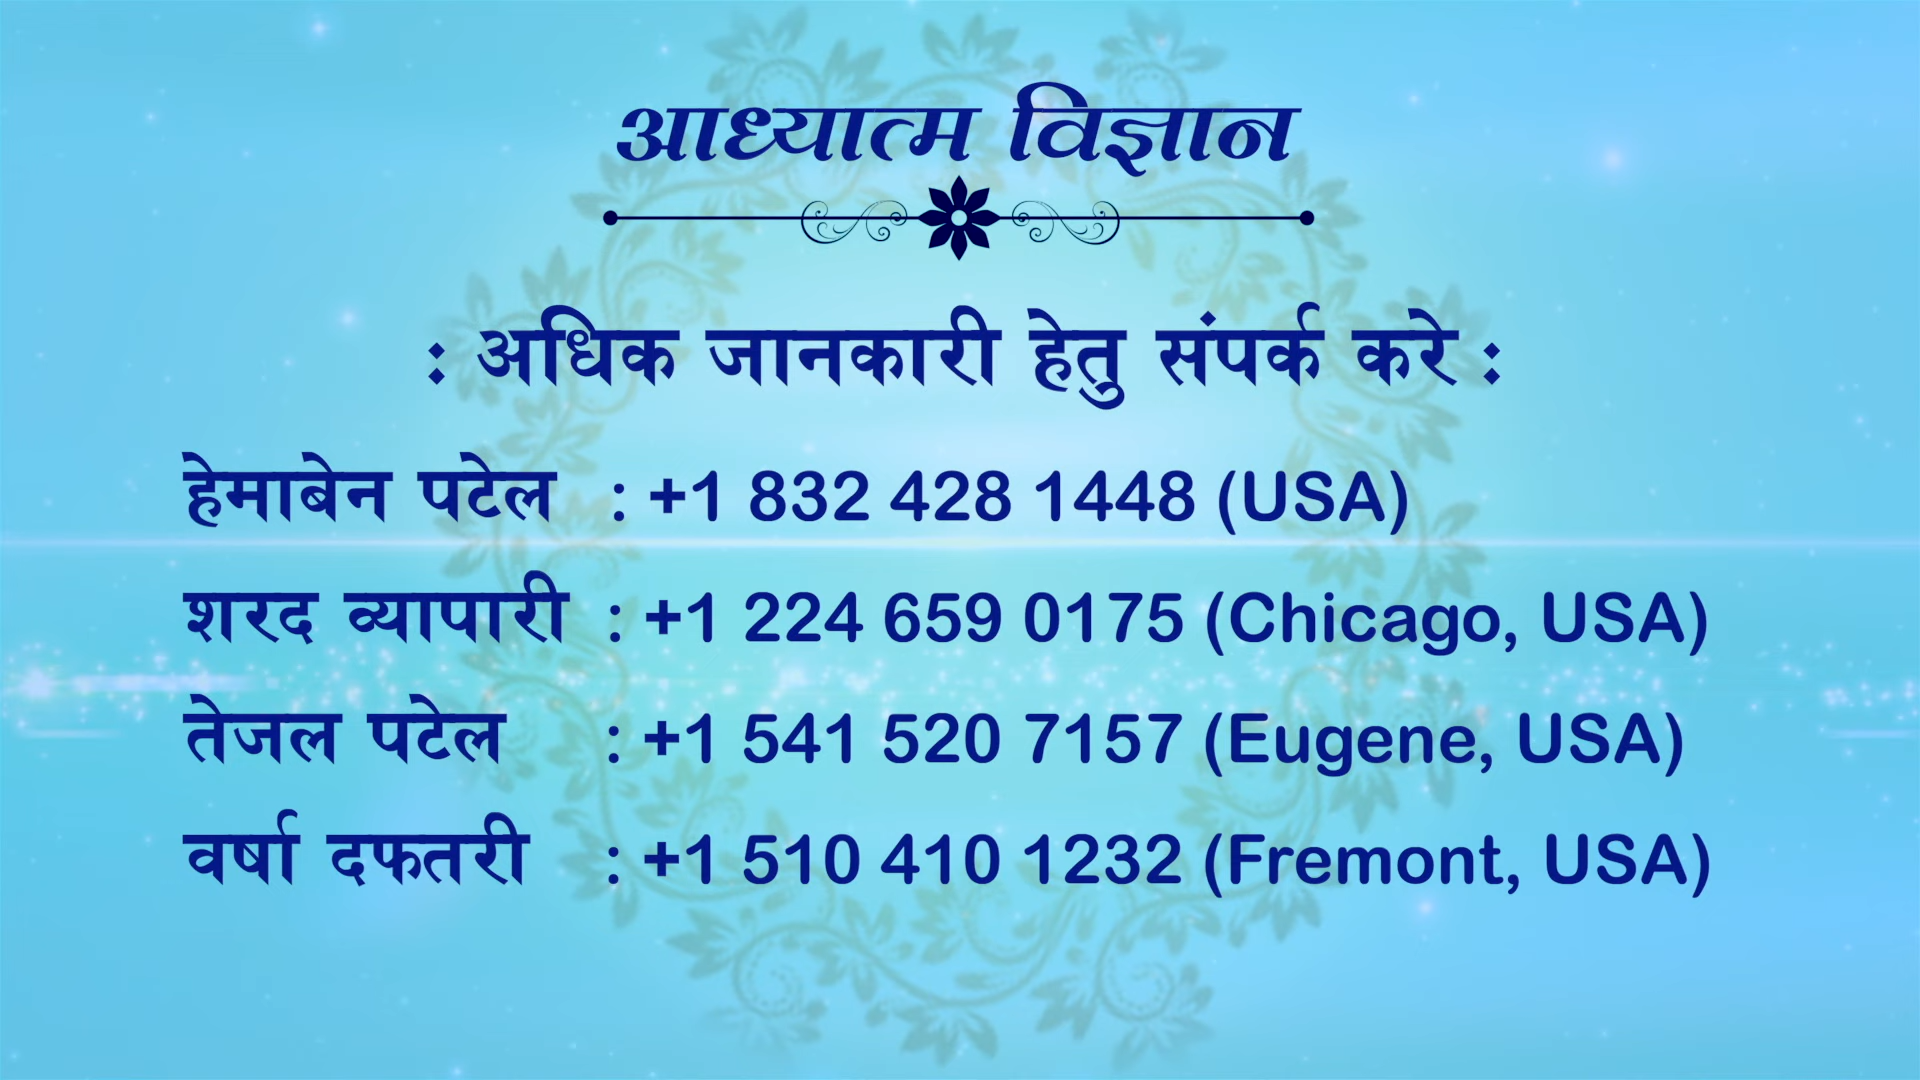 आध्यात्म विज्ञान
: अधिक जानकारी हेतु संपर्क करे :
हेमाबेन पटेल : +1 832 428 1448 (USA)
शरद व्यापारी : +1 224 659 0175 (Chicago, USA)
तेजल पटेल : +1 541 520 7157 (Eugene, USA)
वर्षा दफतरी : +1 510 410 1232 (Fremont, USA)